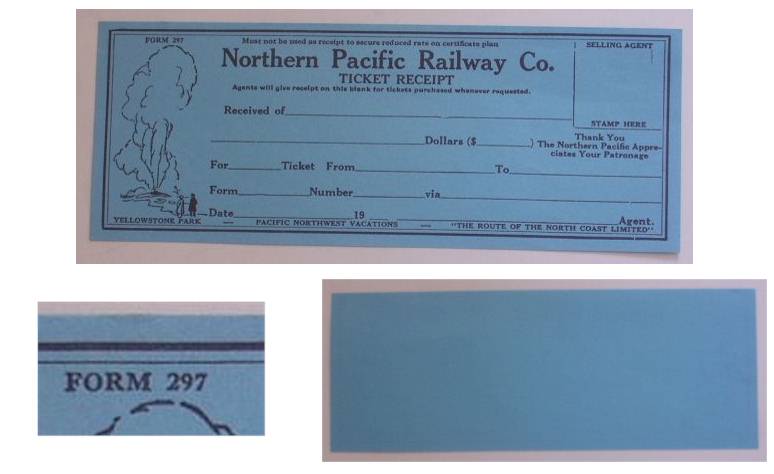 FORM 297
Must not be used as receipt to secure reduced rate on certificate plan
SELLING AGENT
Northern Pacific Railway Co.
TICKET RECEIPT
Agents will give receipt on this blank for tickets purchased whenever requested.
Received of
STAMP HERE
Dollars ($ )
Thank You
The Northern Pacific Appre-
ciates Your Patronage
For Ticket From To
Form Number via
Date 19 Agent.
YELLOWSTONE PARK — PACIFIC NORTHWEST VACATIONS — "THE ROUTE OF THE NORTH COAST LIMITED"
FORM 297